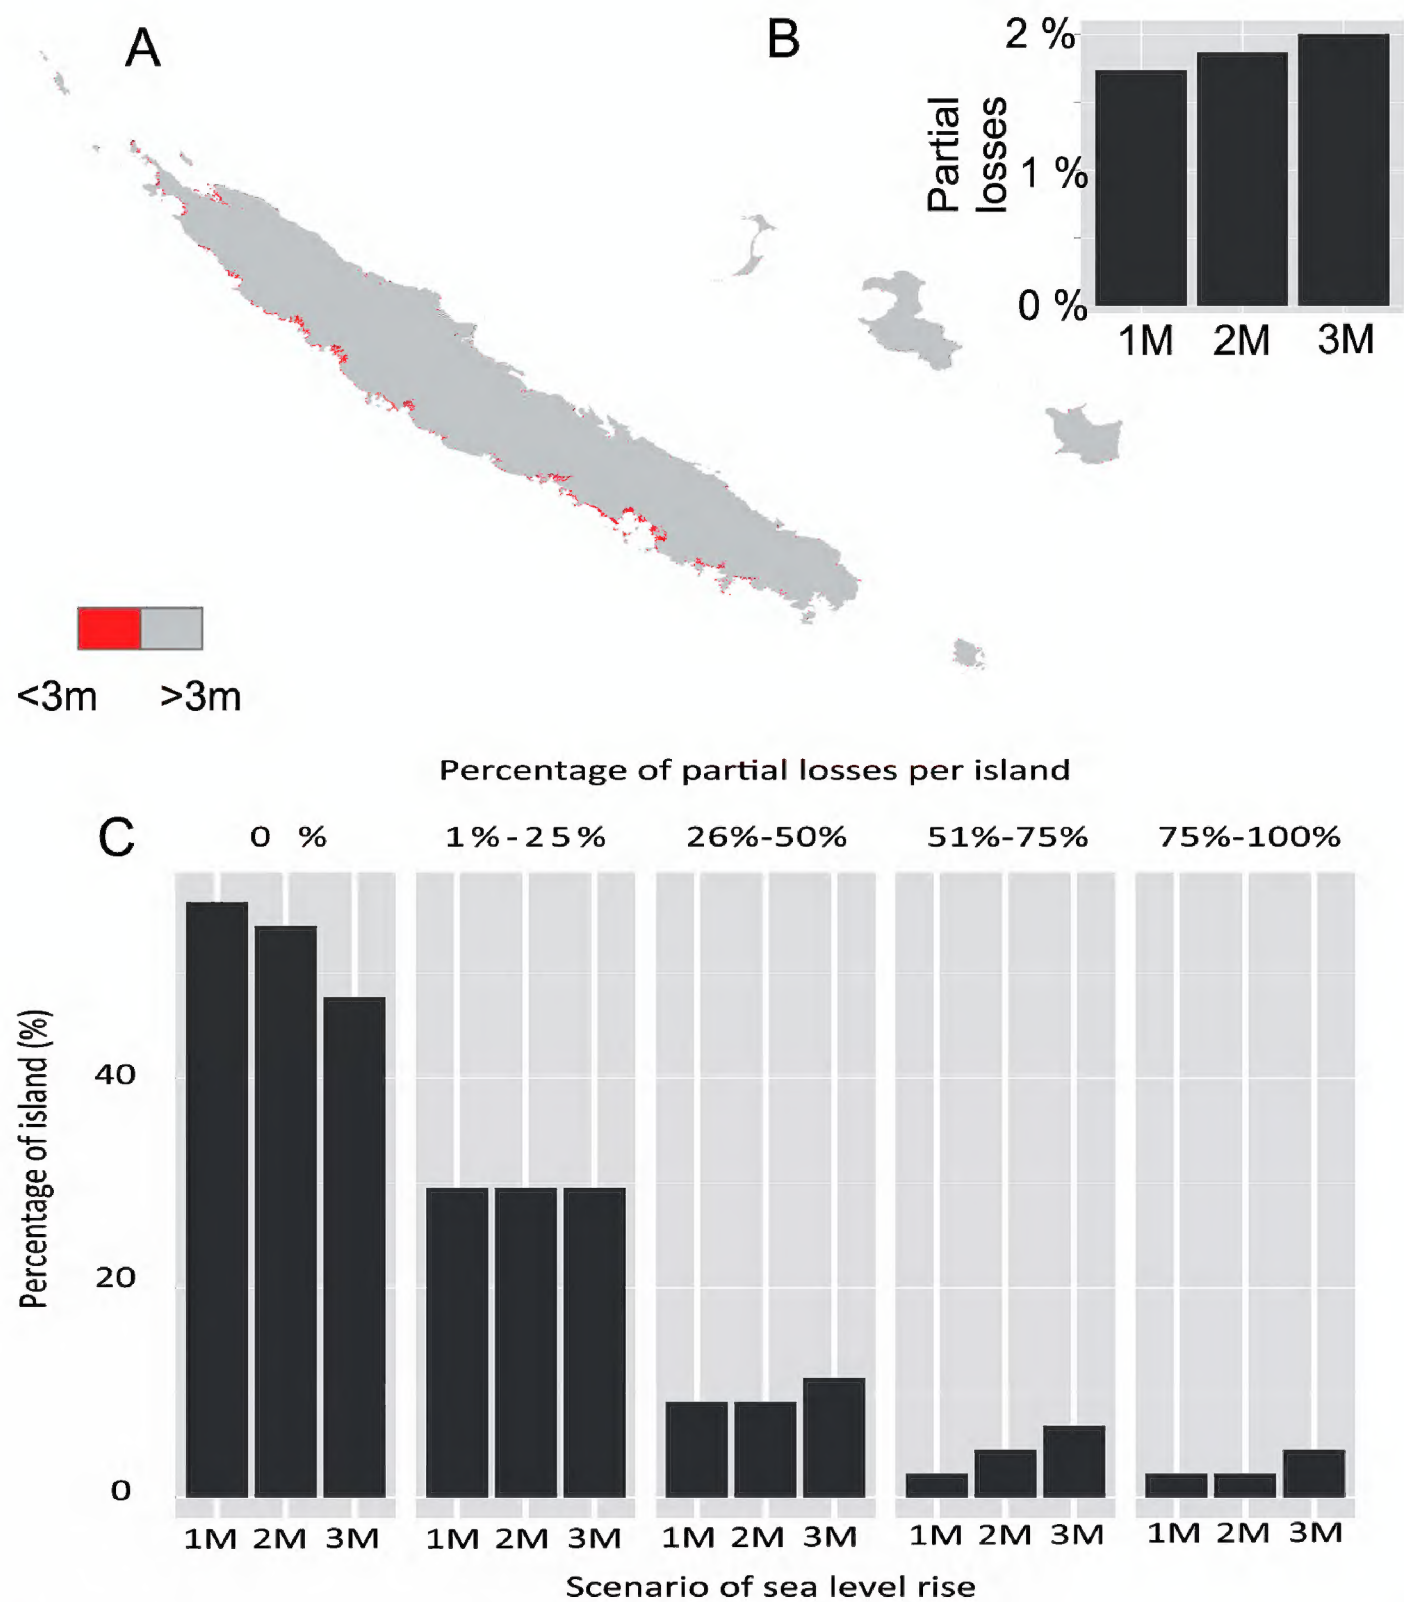 A
B
2 %
1 %
0 %
Partial
losses
1M 2M 3M
<3m >3m
Percentage of partial losses per island
C
0 % 1%-25% 26%-50% 51%-75% 75%-100%
Percentage of island (%)
40
20
0
1M 2M 3M 1M 2M 3M 1M 2M 3M 1M 2M 3M 1M 2M 3M
Scenario of sea level rise